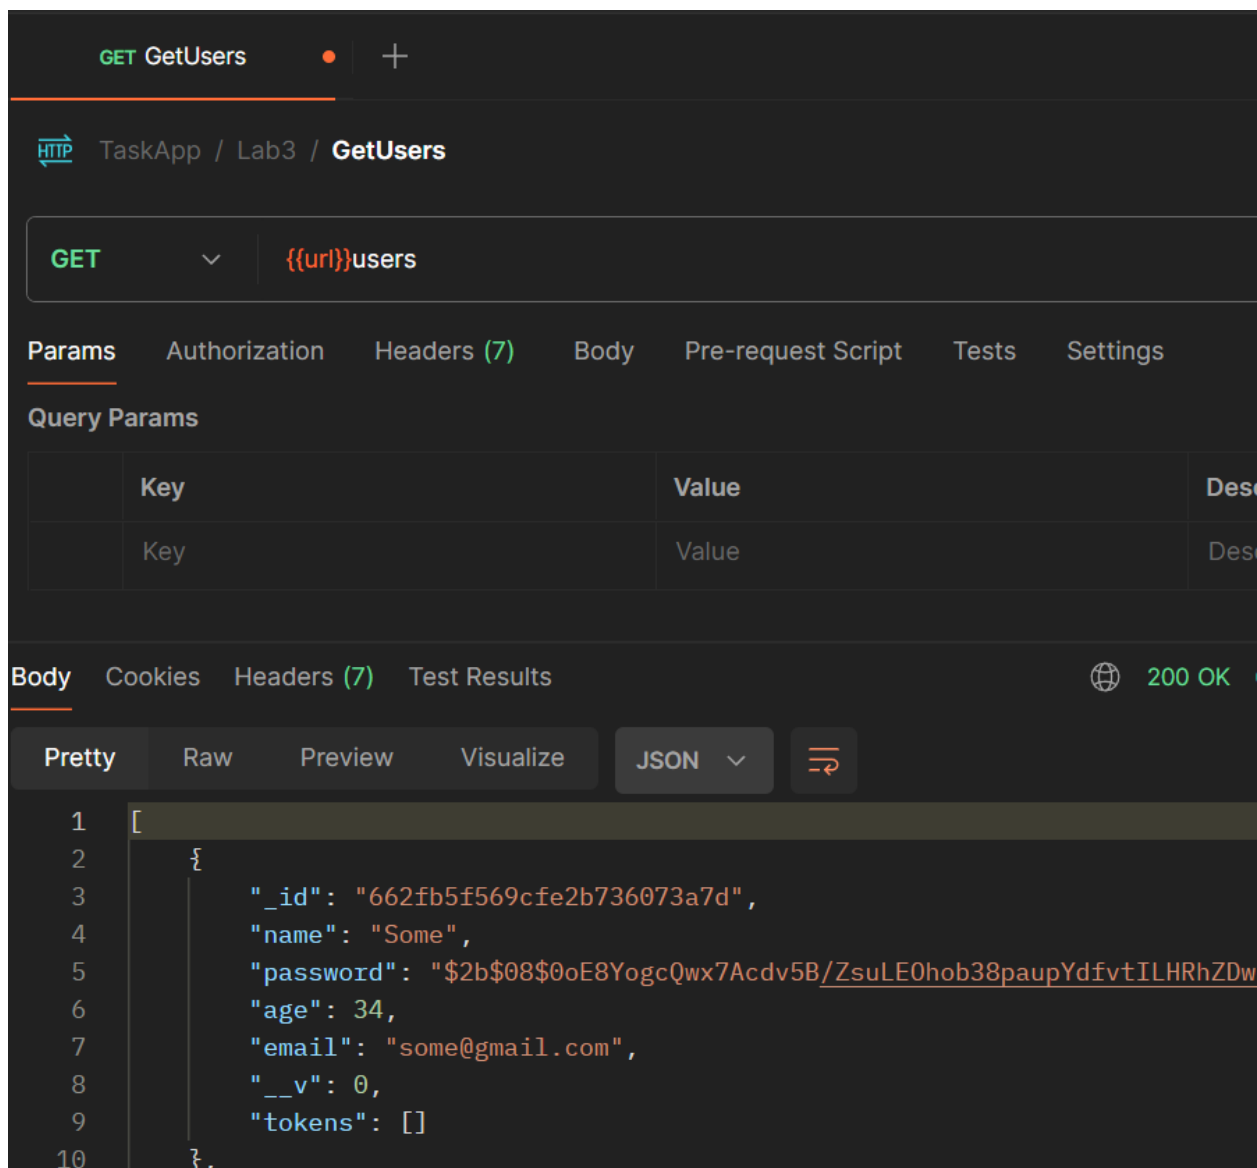 GET GetUsers
HTTP TaskApp / Lab3 / GetUsers
GET {{url}}users
Params Authorization Headers (7) Body Pre-request Script Tests Settings
Query Params
Key Value
Key Value
Body Cookies Headers (7) Test Results 200 OK
Pretty Raw Preview Visualize JSON
1 [
2 {
3 "_id": "662fb5f569cfe2b736073a7d",
4 "name": "Some",
5 "password": "$2b$08$0oE8YogcQwx7Acdv5B/ZsuLEOhob38paupYdfvtILHRhZDw
6 "age": 34,
7 "email": "some@gmail.com",
8 "__v": 0,
9 "tokens": []
10 },